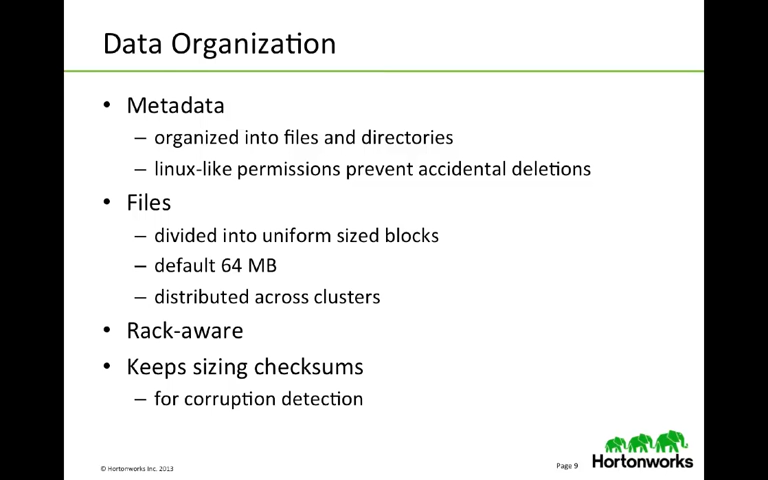 Data Organization
• Metadata
– organized into files and directories
– linux-like permissions prevent accidental deletions
• Files
– divided into uniform sized blocks
– default 64 MB
– distributed across clusters
• Rack-aware
• Keeps sizing checksums
– for corruption detection
© Hortonworks Inc. 2013
Page 9
Hortonworks